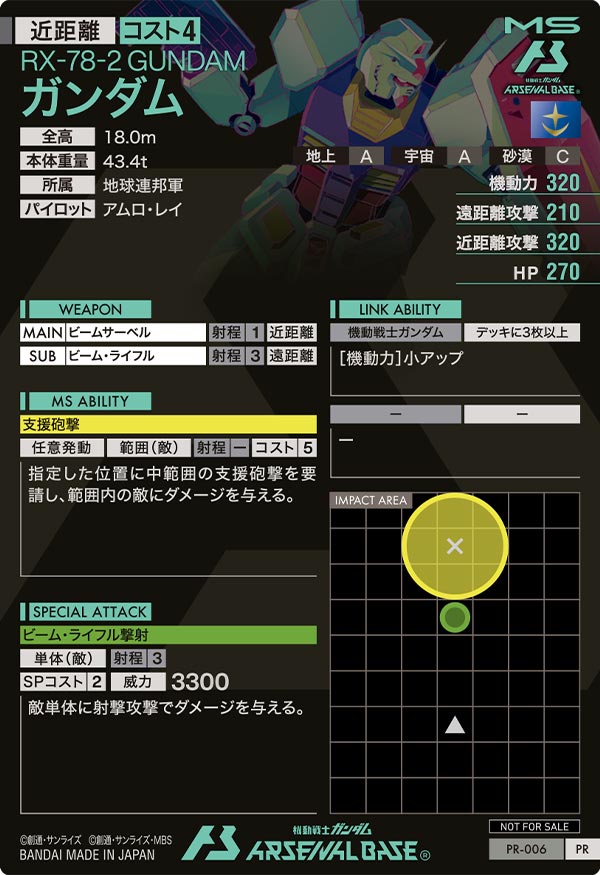 近距離 コスト4
MS
RX-78-2 GUNDAM
ガンダム
機動戦士ガンダム
ARSENAL BASE®
全高 18.0m
本体重量 43.4t
所属 地球連邦軍
パイロット アムロ・レイ
地上 A 宇宙 A 砂漠 C
機動力 320
遠距離攻撃 210
近距離攻撃 320
HP 270
WEAPON
MAIN ビームサーベル 射程 1 近距離
SUB ビーム・ライフル 射程 3 遠距離
LINK ABILITY
機動戦士ガンダム デッキに3枚以上
[機動力]小アップ
— —
—
MS ABILITY
支援砲撃
任意発動 範囲(敵) 射程 — コスト 5
指定した位置に中範囲の支援砲撃を要
請し、範囲内の敵にダメージを与える。
IMPACT AREA
SPECIAL ATTACK
ビーム・ライフル撃射
単体(敵) 射程 3
SPコスト 2 威力 3300
敵単体に射撃攻撃でダメージを与える。
©創通・サンライズ ©創通・サンライズ・MBS
BANDAI MADE IN JAPAN
機動戦士ガンダム
ARSENAL BASE®
NOT FOR SALE
PR-006 PR